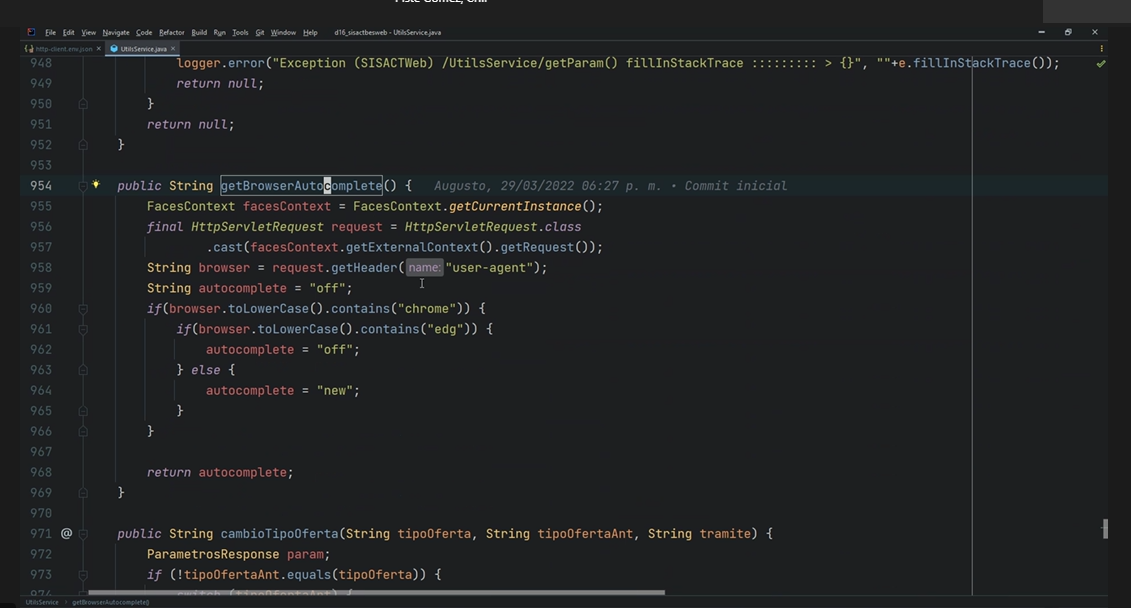 File Edit View Navigate Code Refactor Build Run Tools Git Window Help d16_sisactbesweb - UtilsService.java
http-client.env.json × UtilsService.java ×
948 logger.error("Exception (SISACTWeb) /UtilsService/getParam() fillInStackTrace ::::::::: > {}", ""+e.fillInStackTrace());
949 return null;
950 }
951 return null;
952 }
953
954 public String getBrowserAutocomplete() { Augusto, 29/03/2022 06:27 p. m. • Commit inicial
955 FacesContext facesContext = FacesContext.getCurrentInstance();
956 final HttpServletRequest request = HttpServletRequest.class
957 .cast(facesContext.getExternalContext().getRequest());
958 String browser = request.getHeader( name: "user-agent");
959 String autocomplete = "off";
960 if(browser.toLowerCase().contains("chrome")) {
961 if(browser.toLowerCase().contains("edg")) {
962 autocomplete = "off";
963 } else {
964 autocomplete = "new";
965 }
966 }
967
968 return autocomplete;
969 }
970
971 @ public String cambioTipoOferta(String tipoOferta, String tipoOfertaAnt, String tramite) {
972 ParametrosResponse param;
973 if (!tipoOfertaAnt.equals(tipoOferta)) {
974 switch (tipoOfertaAnt) {
UtilsService > getBrowserAutocomplete()